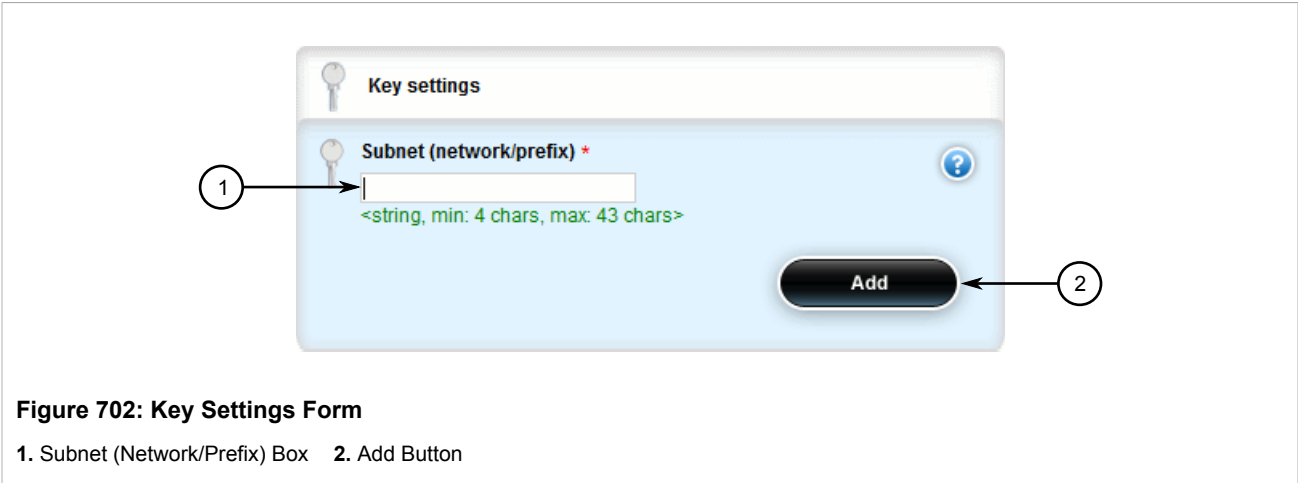 Key settings
Subnet (network/prefix) *
?
1
<string, min: 4 chars, max: 43 chars>
Add
2
Figure 702: Key Settings Form
1. Subnet (Network/Prefix) Box 2. Add Button